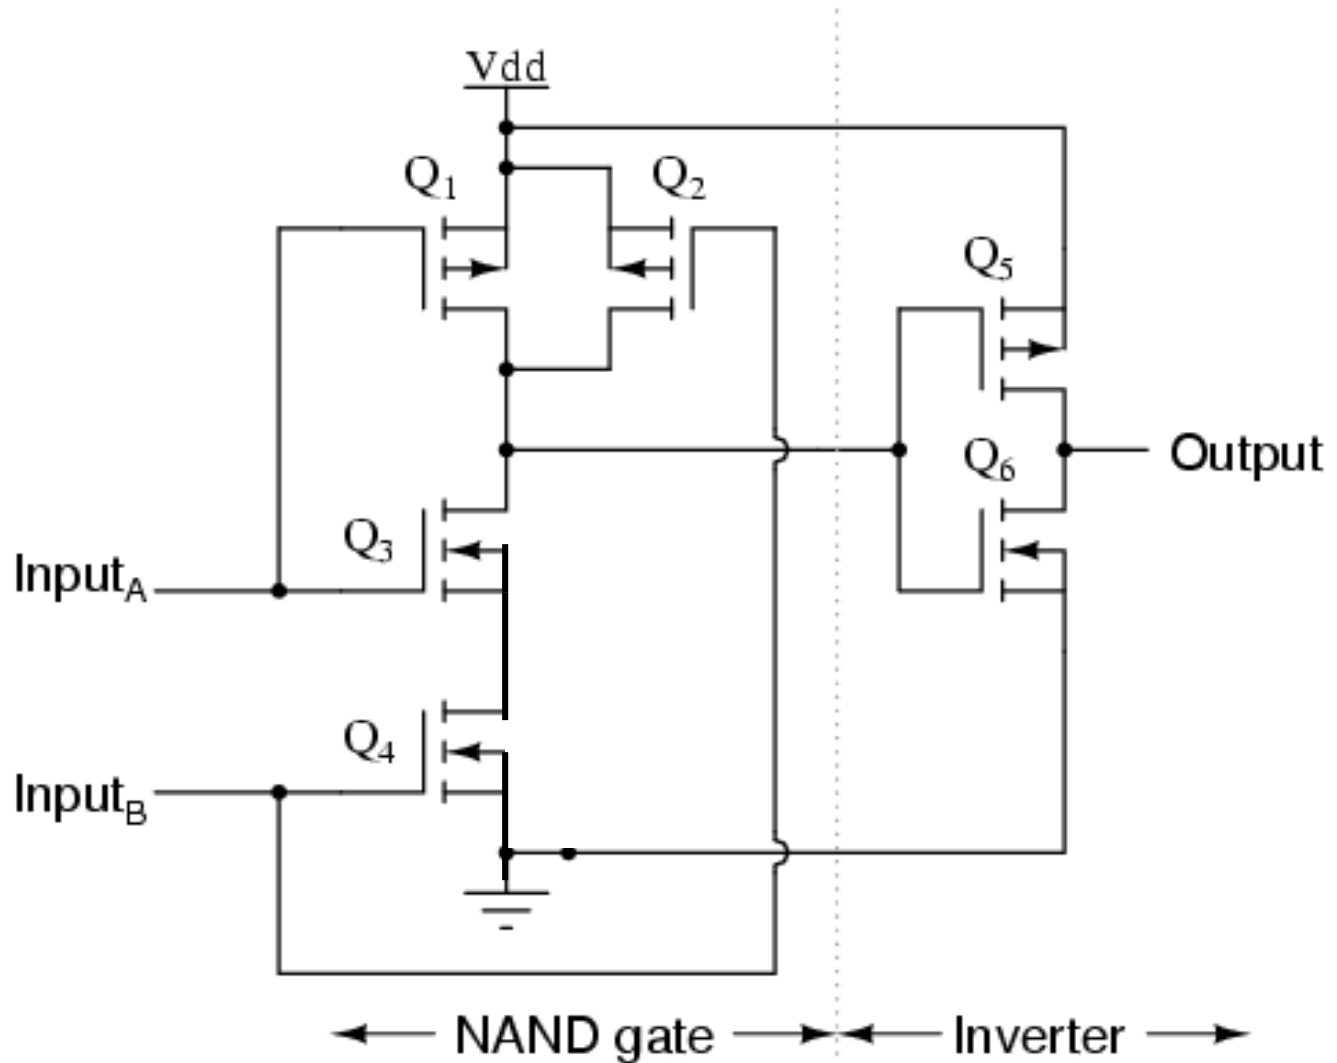 Vdd
Q1
Q2
Q5
Q3
Q6
Output
InputA
Q4
InputB
NAND gate
Inverter